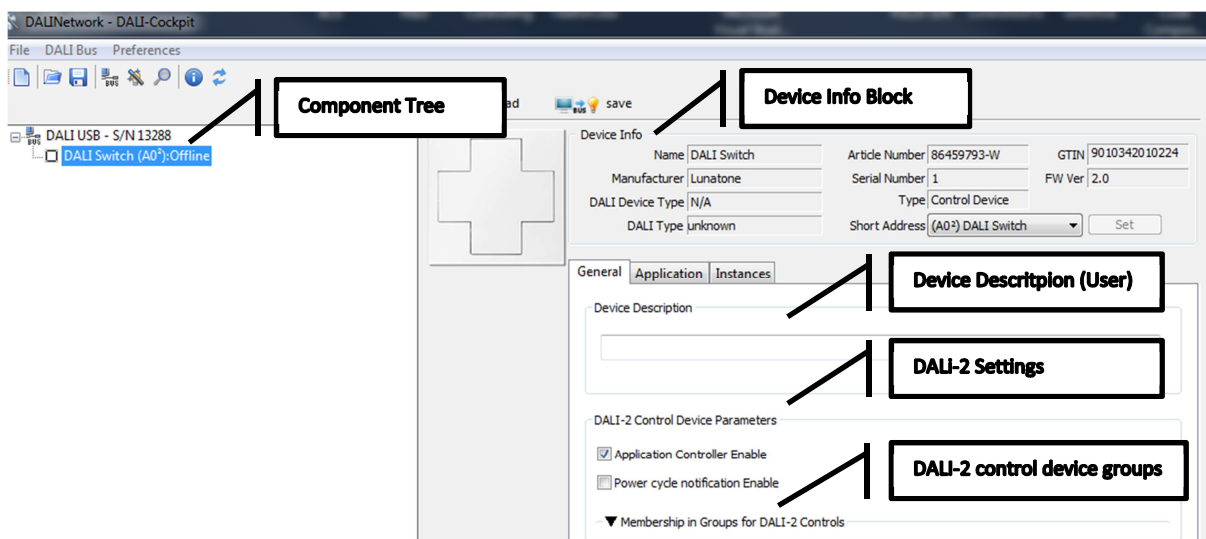 DALINetwork - DALI-Cockpit
File DALI Bus Preferences
BUS
Component Tree
ad
BUS
save
Device Info Block
DALI USB - S/N 13288
BUS
DALI Switch (A0²):Offline
Device Info
Name DALI Switch Article Number 86459793-W GTIN 9010342010224
Manufacturer Lunatone Serial Number 1 FW Ver 2.0
DALI Device Type N/A Type Control Device
DALI Type unknown Short Address (A0²) DALI Switch Set
General Application Instances
Device Descritpion (User)
Device Description
DALi-2 Settings
DALI-2 Control Device Parameters
Application Controller Enable
DALI-2 control device groups
Power cycle notification Enable
Membership in Groups for DALI-2 Controls